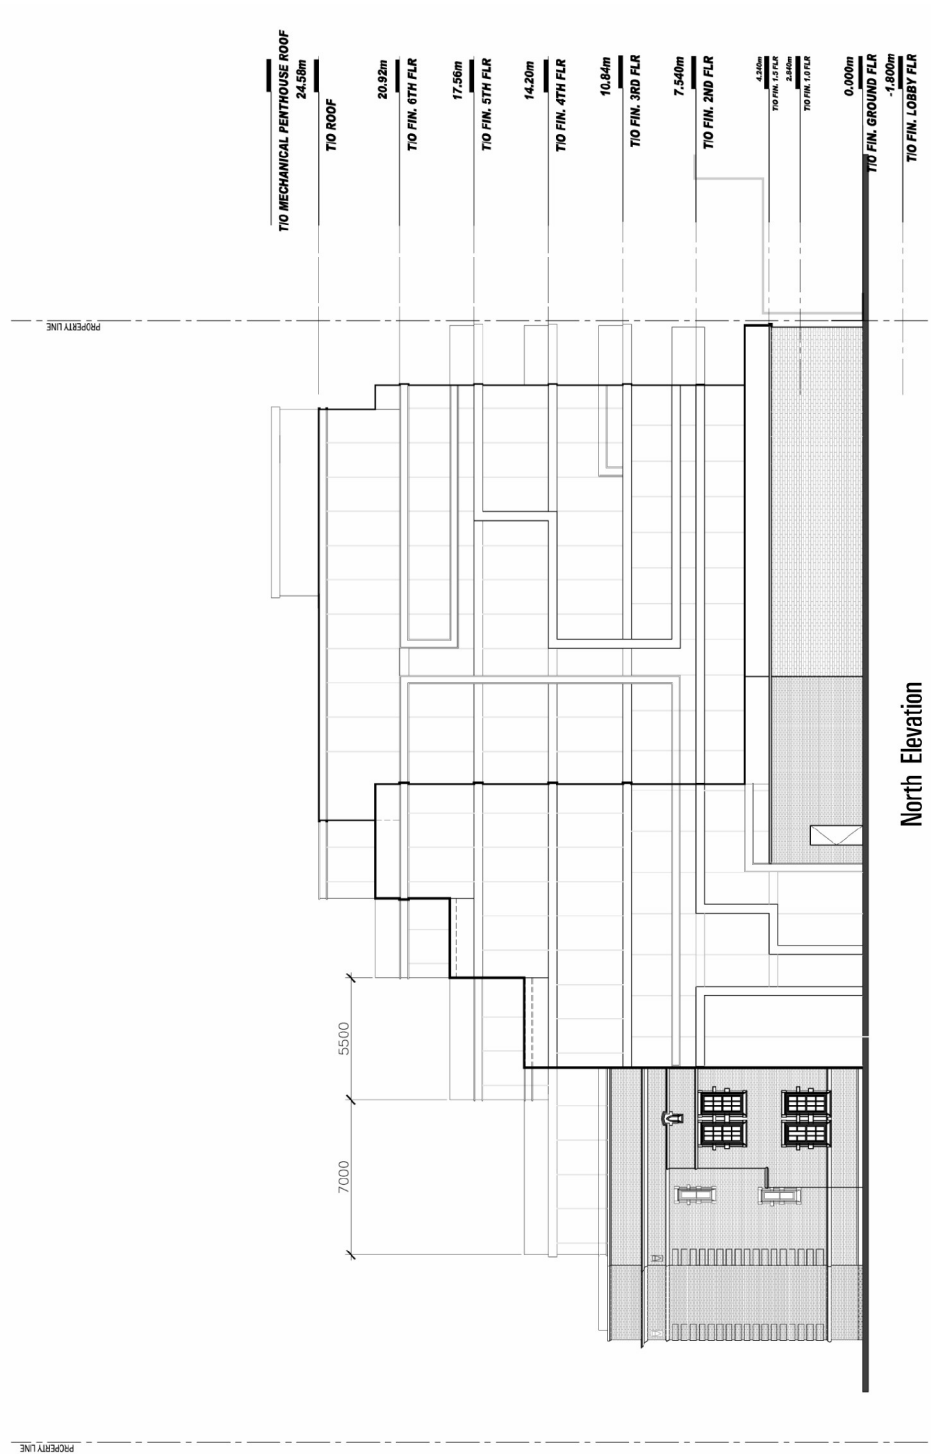 T/O MECHANICAL PENTHOUSE ROOF
24.58m
T/O ROOF
20.92m
T/O FIN. 6TH FLR
17.56m
T/O FIN. 5TH FLR
14.20m
T/O FIN. 4TH FLR
10.84m
T/O FIN. 3RD FLR
7.540m
T/O FIN. 2ND FLR
4.240m
T/O FIN. 1.5 FLR
2.840m
T/O FIN. 1.0 FLR
0.000m
T/O FIN. GROUND FLR
-1.800m
T/O FIN. LOBBY FLR
PROPERTY LINE
5500
7000
PROPERTY LINE
North Elevation